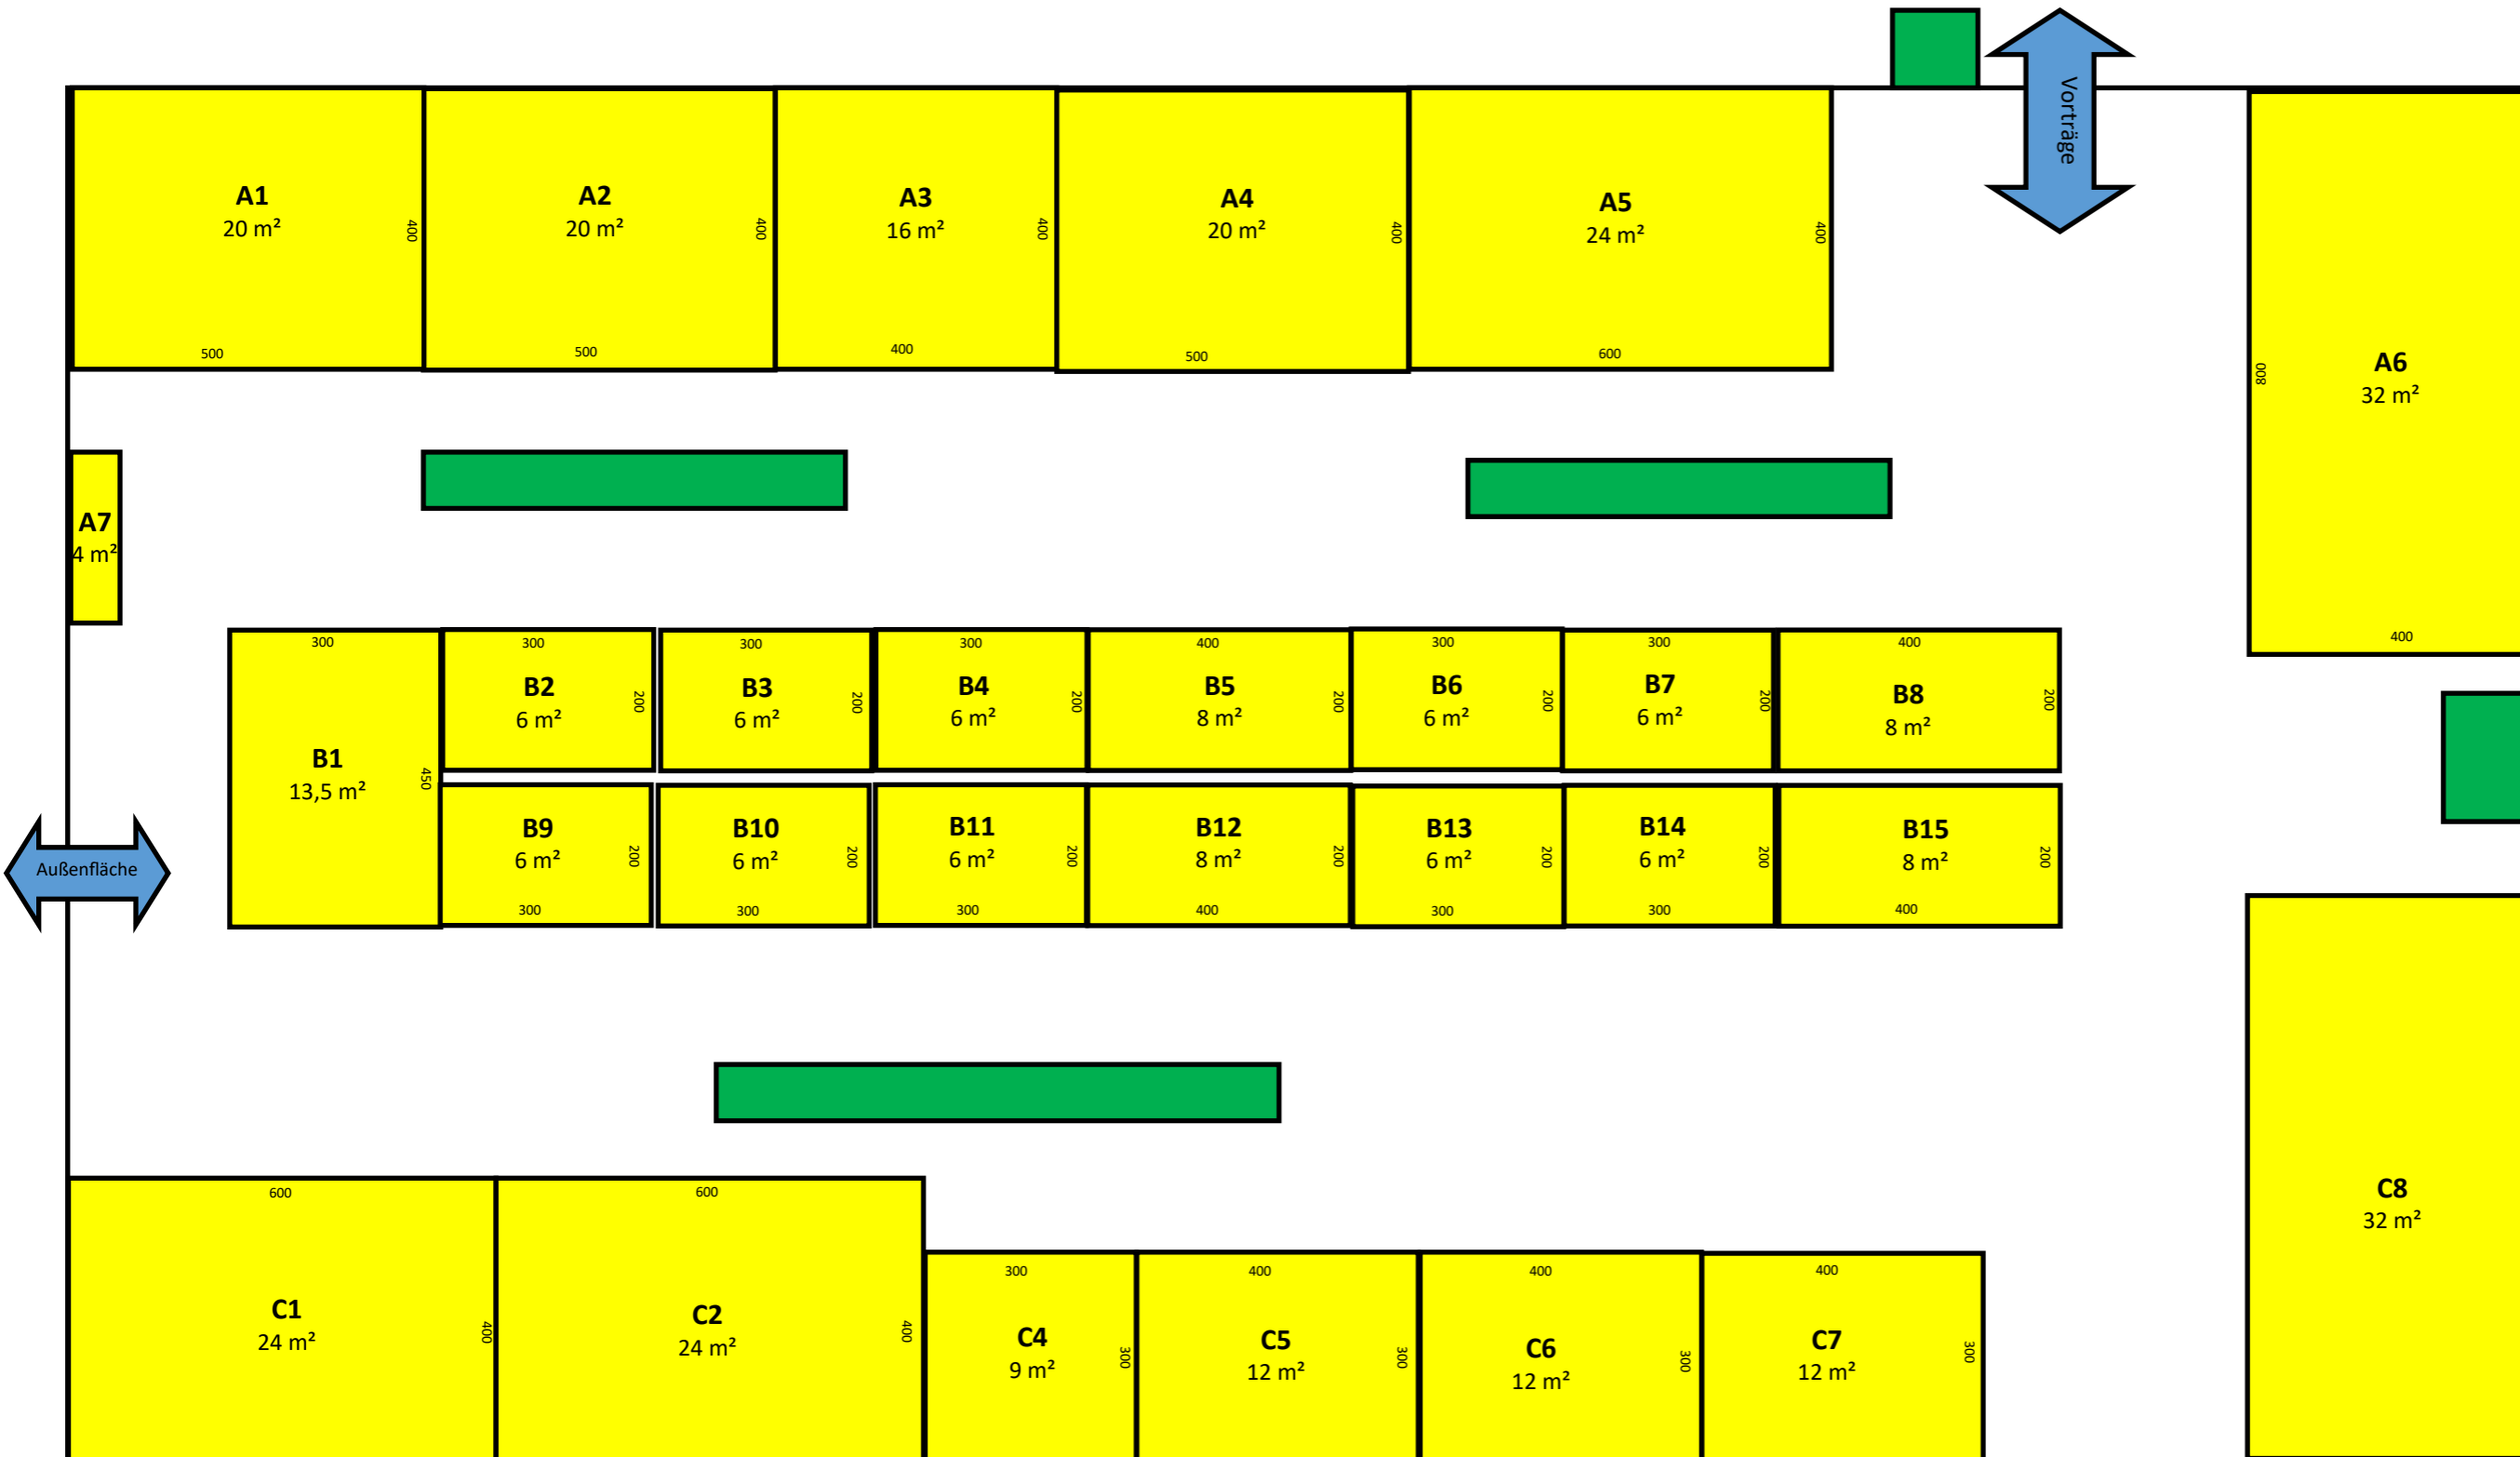 Vorträge
A1
20 m²
400
500
A2
20 m²
400
500
A3
16 m²
400
400
A4
20 m²
400
500
A5
24 m²
400
600
A6
32 m²
800
400
A7
4 m²
300
B1
13,5 m²
450
300
B2
6 m²
200
300
B3
6 m²
200
300
B4
6 m²
200
400
B5
8 m²
200
300
B6
6 m²
200
300
B7
6 m²
200
400
B8
8 m²
200
Außenfläche
B9
6 m²
200
300
B10
6 m²
200
300
B11
6 m²
200
300
B12
8 m²
200
400
B13
6 m²
200
300
B14
6 m²
200
300
B15
8 m²
200
400
600
C1
24 m²
400
600
C2
24 m²
400
300
C4
9 m²
300
400
C5
12 m²
300
400
C6
12 m²
300
400
C7
12 m²
300
C8
32 m²